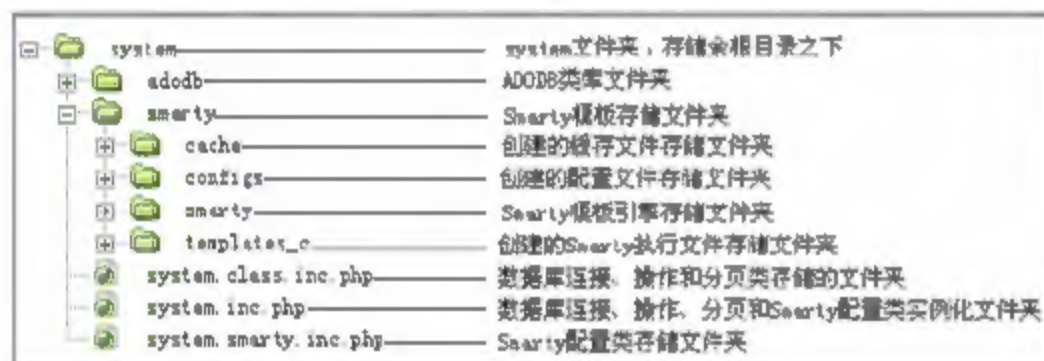 system system文件夹，存储余根目录之下
adodb ADODB类库文件夹
smarty Smarty模板存储文件夹
cache 创建的缓存文件存储文件夹
configs 创建的配置文件存储文件夹
smarty Smarty模板引擎存储文件夹
templates_c 创建的Smarty执行文件存储文件夹
system.class.inc.php 数据库连接、操作和分页类存储的文件夹
system.inc.php 数据库连接、操作、分页和Smarty配置类实例化文件夹
system.smarty.inc.php Smarty配置类存储文件夹